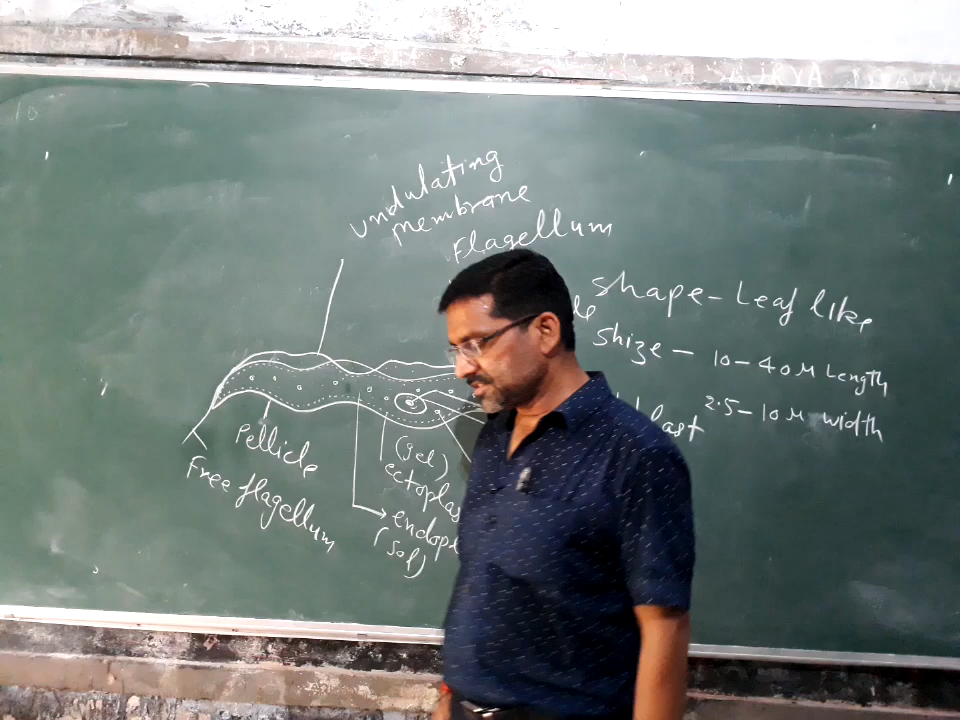 undulating
membrane
Flagellum
Shape - Leaf like
Shize - 10-40 μ Length
2.5-10 μ width
Pellicle
Free flagellum
(gel)
ectoplas
endop
(Sol)